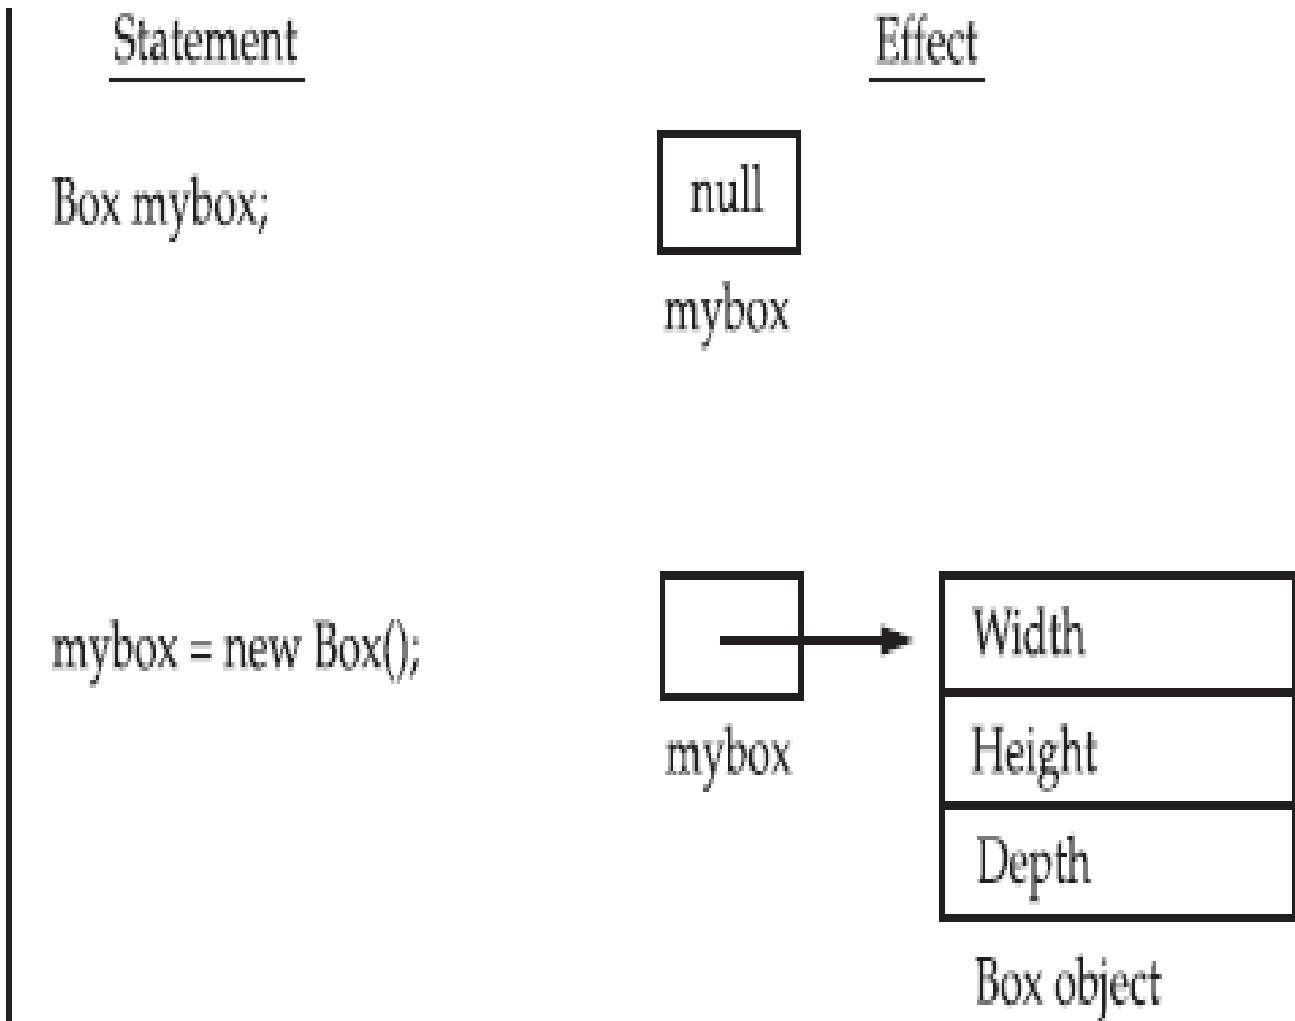 Statement
Effect
Box mybox;
null
mybox
mybox = new Box();
mybox
Width
Height
Depth
Box object